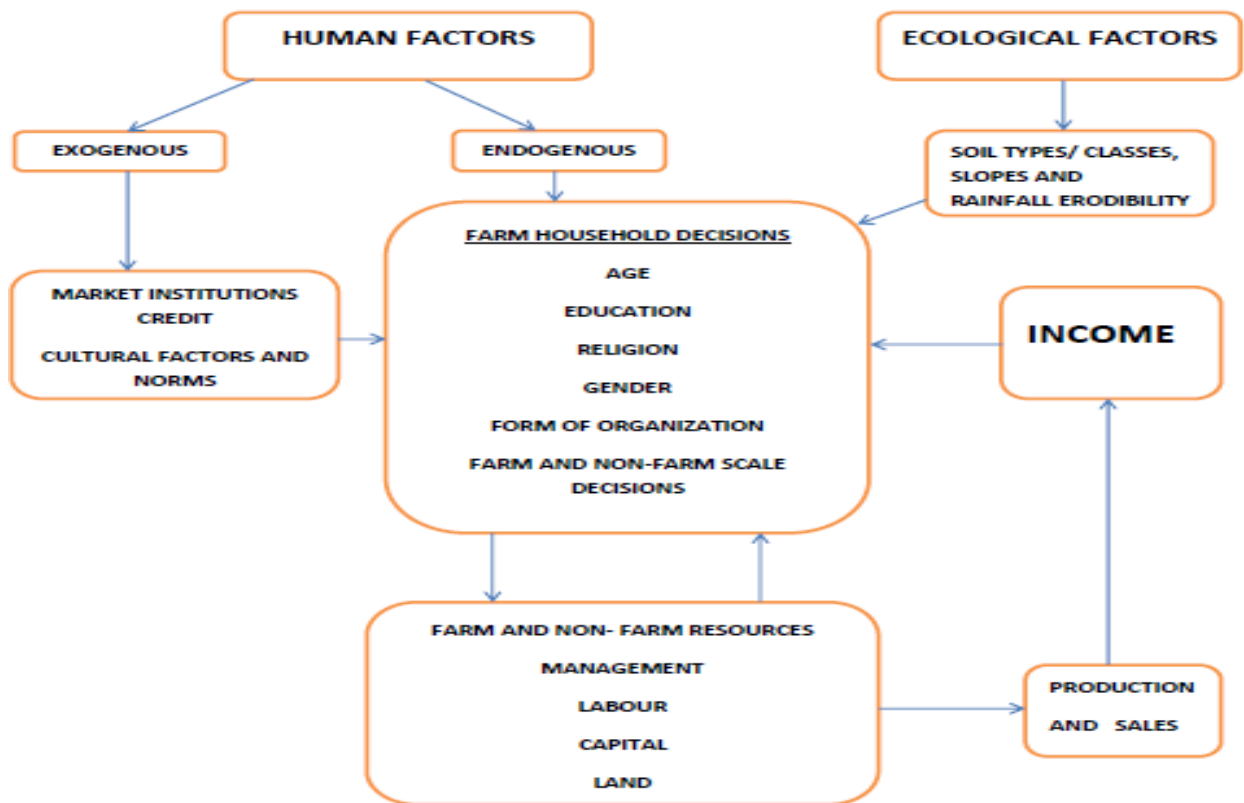 HUMAN FACTORS
ECOLOGICAL FACTORS
EXOGENOUS
ENDOGENOUS
SOIL TYPES/ CLASSES,
SLOPES AND
RAINFALL ERODIBILITY
MARKET INSTITUTIONS
CREDIT
CULTURAL FACTORS AND
NORMS
FARM HOUSEHOLD DECISIONS
AGE
EDUCATION
RELIGION
GENDER
FORM OF ORGANIZATION
FARM AND NON-FARM SCALE
DECISIONS
INCOME
FARM AND NON- FARM RESOURCES
MANAGEMENT
LABOUR
CAPITAL
LAND
PRODUCTION
AND SALES